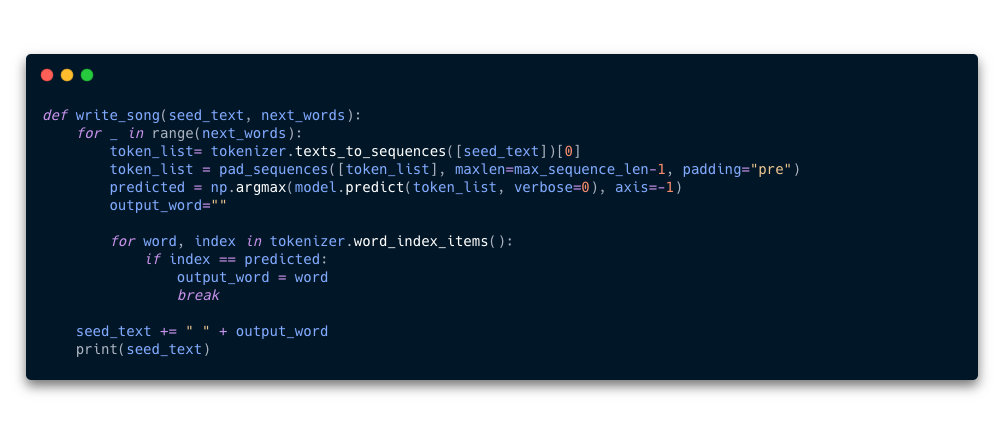 def write_song(seed_text, next_words):
    for _ in range(next_words):
        token_list= tokenizer.texts_to_sequences([seed_text])[0]
        token_list = pad_sequences([token_list], maxlen=max_sequence_len-1, padding="pre")
        predicted = np.argmax(model.predict(token_list, verbose=0), axis=-1)
        output_word=""

        for word, index in tokenizer.word_index_items():
            if index == predicted:
                output_word = word
                break

    seed_text += " " + output_word
    print(seed_text)